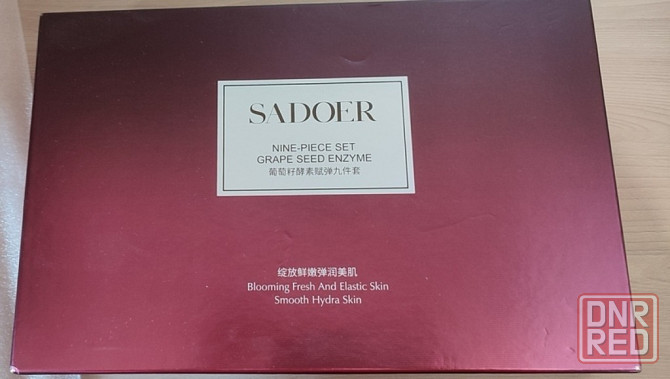 SADOER
NINE-PIECE SET
GRAPE SEED ENZYME
葡萄籽酵素赋弹九件套
绽放鲜嫩弹润美肌
Blooming Fresh And Elastic Skin
Smooth Hydra Skin
DNR
RED